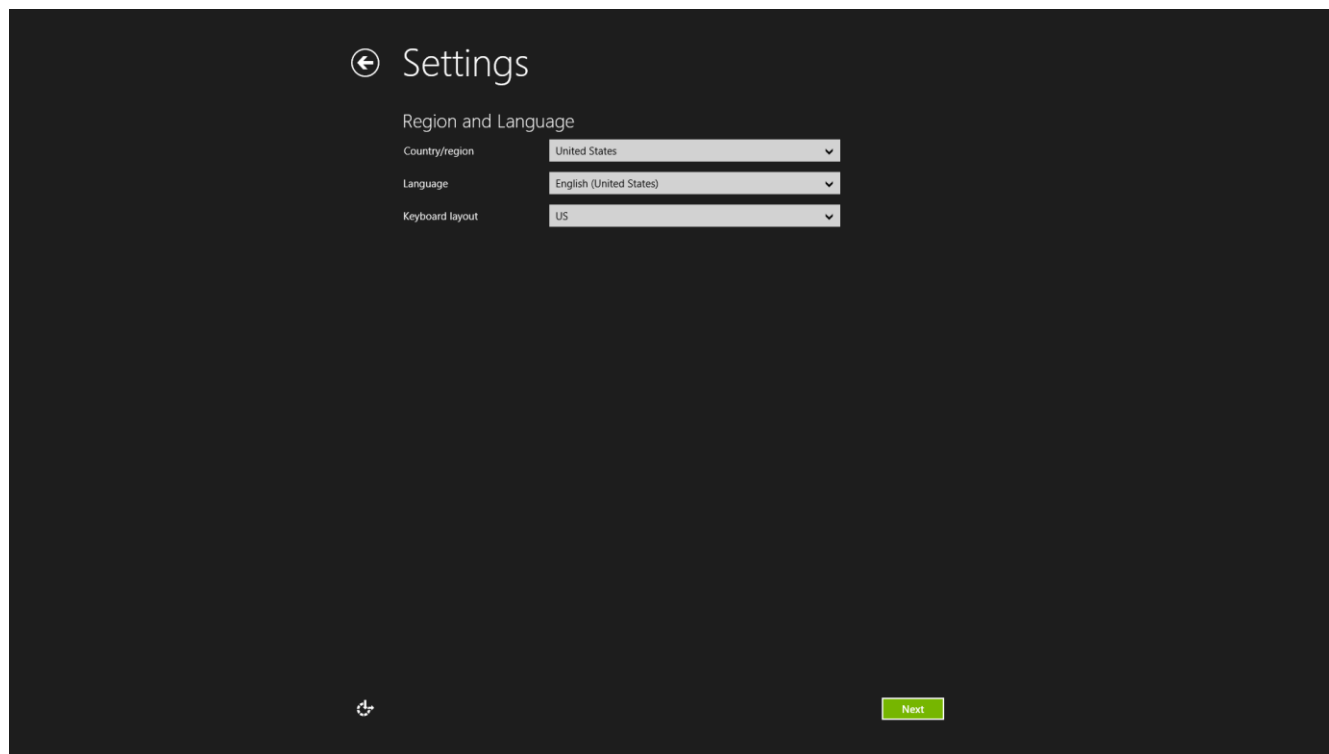 Settings
Region and Language
Country/region United States
Language English (United States)
Keyboard layout US
Next